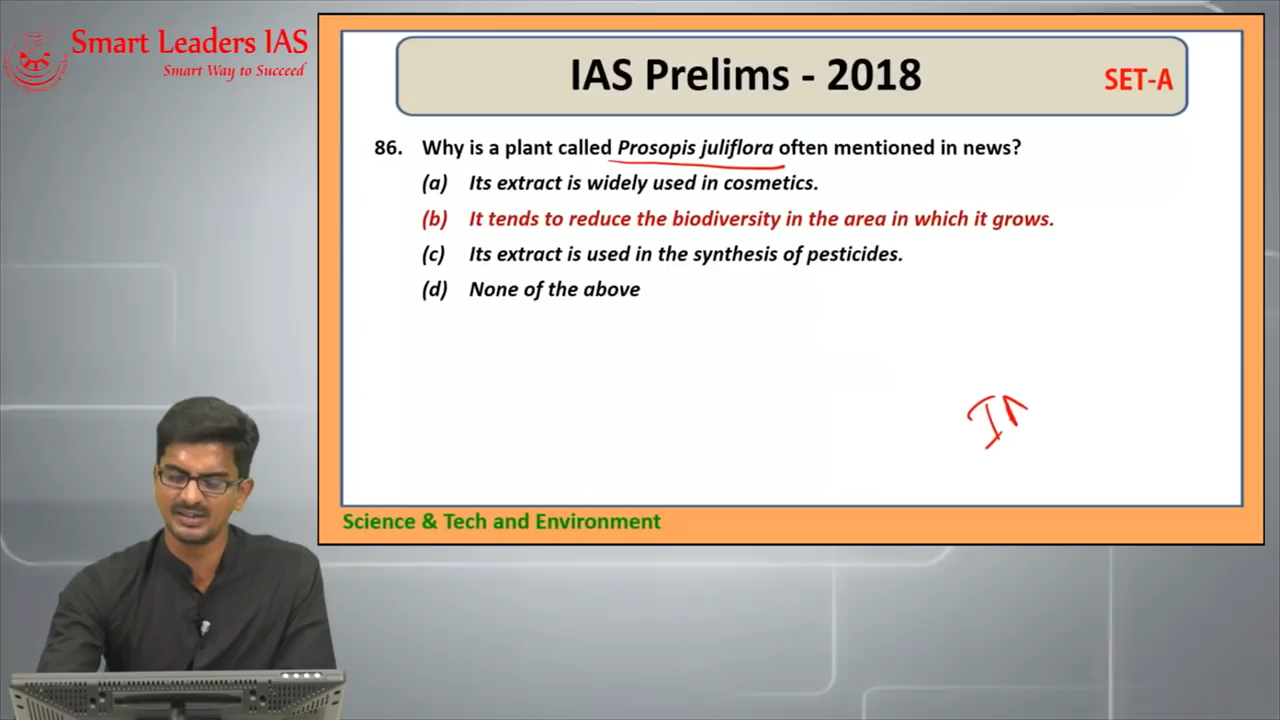 Smart Leaders IAS
Smart Way to Succeed
IAS Prelims - 2018
SET-A
86. Why is a plant called Prosopis juliflora often mentioned in news?
(a) Its extract is widely used in cosmetics.
(b) It tends to reduce the biodiversity in the area in which it grows.
(c) Its extract is used in the synthesis of pesticides.
(d) None of the above
Science & Tech and Environment